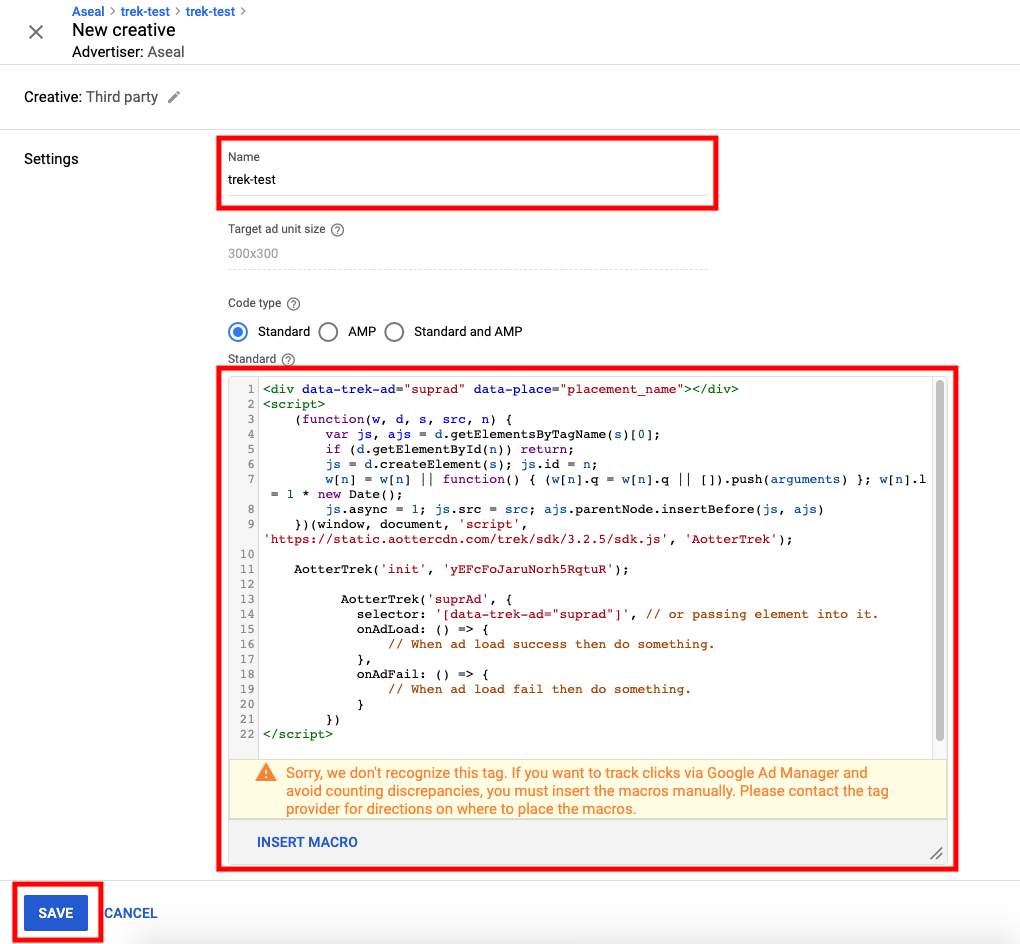 Aseal > trek-test > trek-test >
New creative
Advertiser: Aseal
Creative: Third party
Settings
Name
trek-test
Target ad unit size ?
300x300
Code type ?
Standard AMP Standard and AMP
Standard ?
1 <div data-trek-ad="suprad" data-place="placement_name"></div>
2 <script>
3 (function(w, d, s, src, n) {
4 var js, ajs = d.getElementsByTagName(s)[0];
5 if (d.getElementById(n)) return;
6 js = d.createElement(s); js.id = n;
7 w[n] = w[n] || function() { (w[n].q = w[n].q || []).push(arguments) }; w[n].l
= 1 * new Date();
8 js.async = 1; js.src = src; ajs.parentNode.insertBefore(js, ajs)
9 })(window, document, 'script',
'https://static.aottercdn.com/trek/sdk/3.2.5/sdk.js', 'AotterTrek');
10
11 AotterTrek('init', 'yEFcFoJaruNorh5RqtuR');
12
13 AotterTrek('suprAd', {
14 selector: '[data-trek-ad="suprad"]', // or passing element into it.
15 onAdLoad: () => {
16 // When ad load success then do something.
17 },
18 onAdFail: () => {
19 // When ad load fail then do something.
20 }
21 })
22 </script>
Sorry, we don't recognize this tag. If you want to track clicks via Google Ad Manager and
avoid counting discrepancies, you must insert the macros manually. Please contact the tag
provider for directions on where to place the macros.
INSERT MACRO
SAVE CANCEL